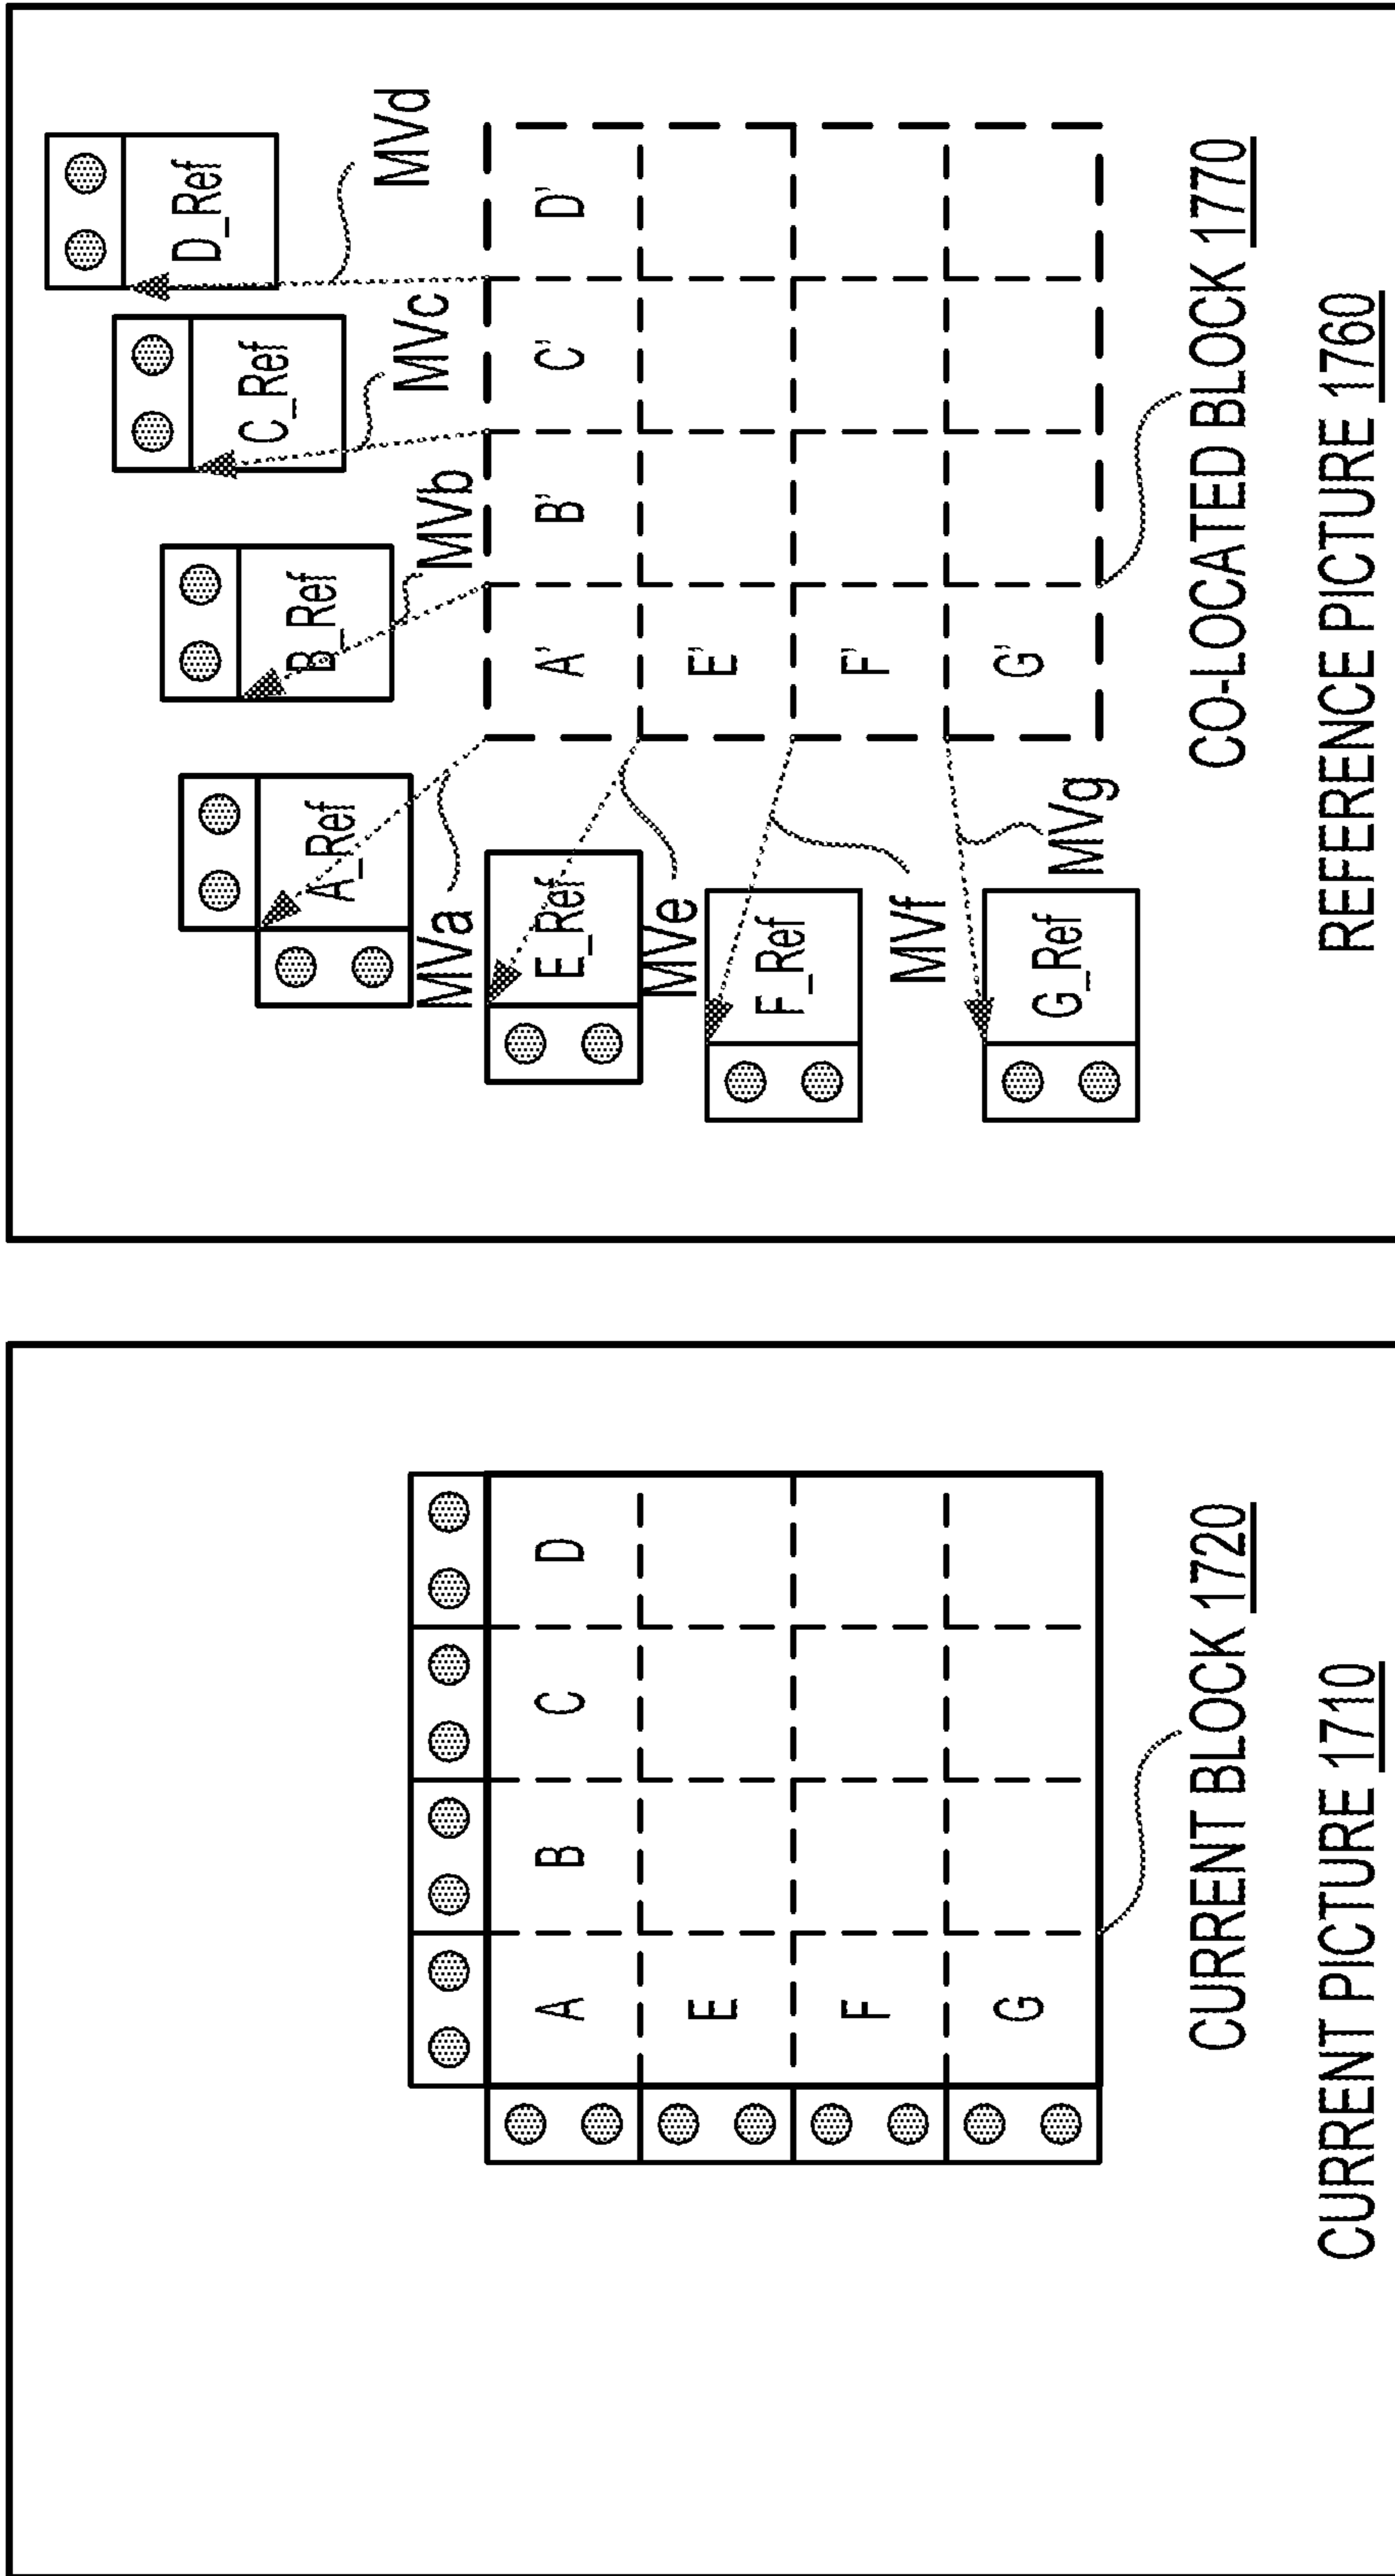 A B C D
E
F
G
CURRENT BLOCK 1720
CURRENT PICTURE 1710
D_Ref
C_Ref
B_Ref
A_Ref
MVd
MVc
MVb
MVa
A' B' C' D'
E_Ref
E'
MVe
F_Ref
F'
MVf
G_Ref
G'
MVg
CO-LOCATED BLOCK 1770
REFERENCE PICTURE 1760